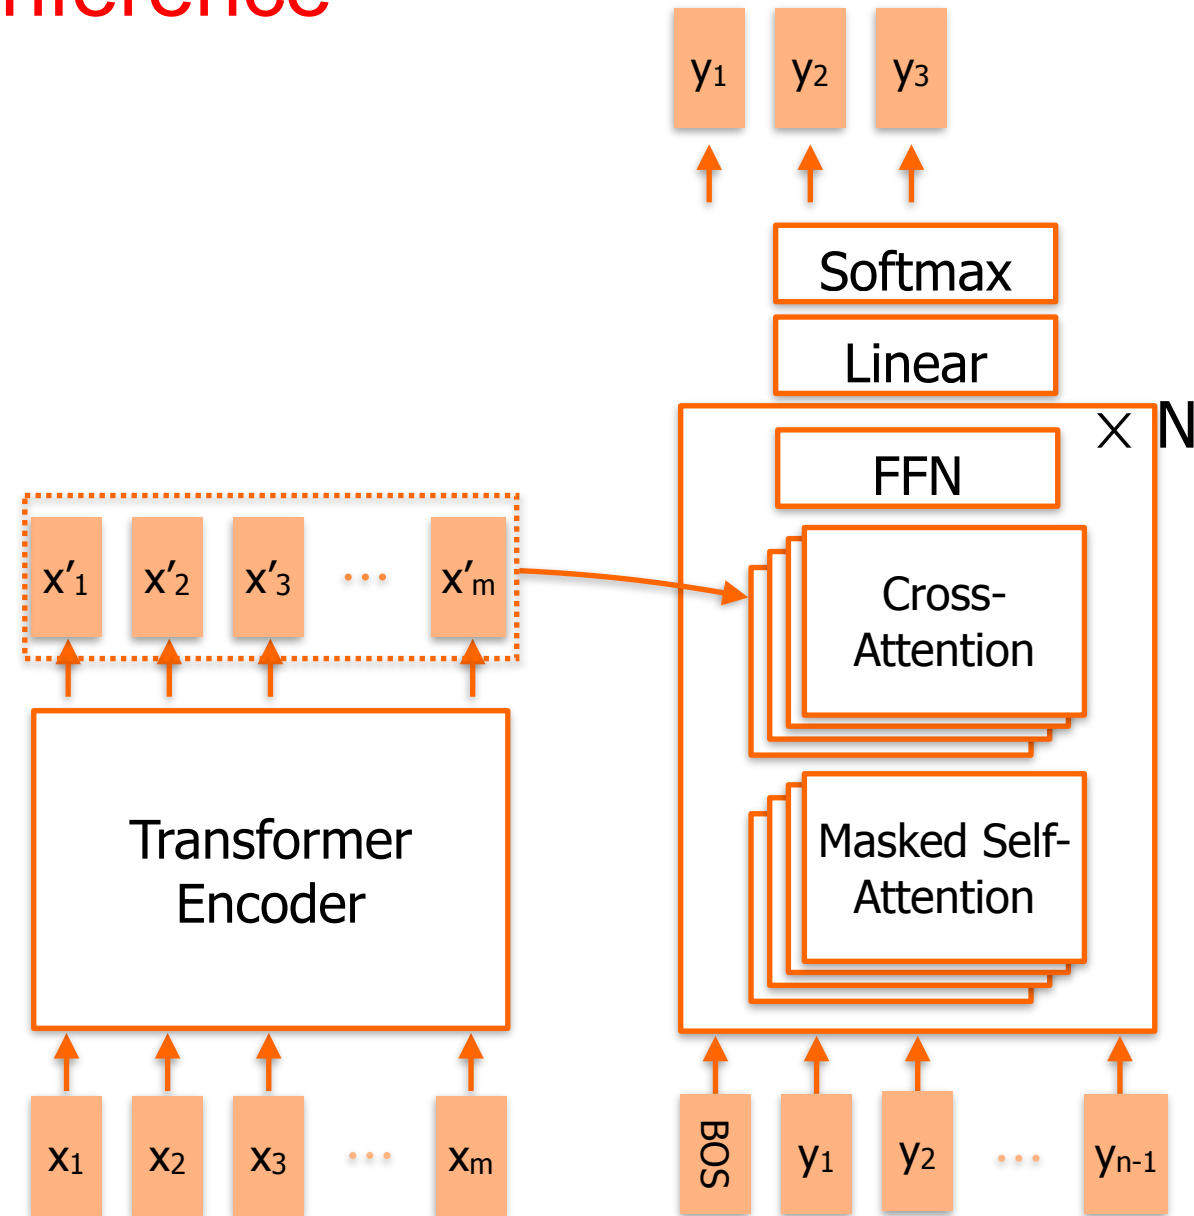 nference
y1 y2 y3
Softmax
Linear
× N
FFN
x′1 x′2 x′3 ... x′m
Cross-
Attention
Transformer
Encoder
Masked Self-
Attention
x1 x2 x3 ... xm
BOS y1 y2 ... yn-1